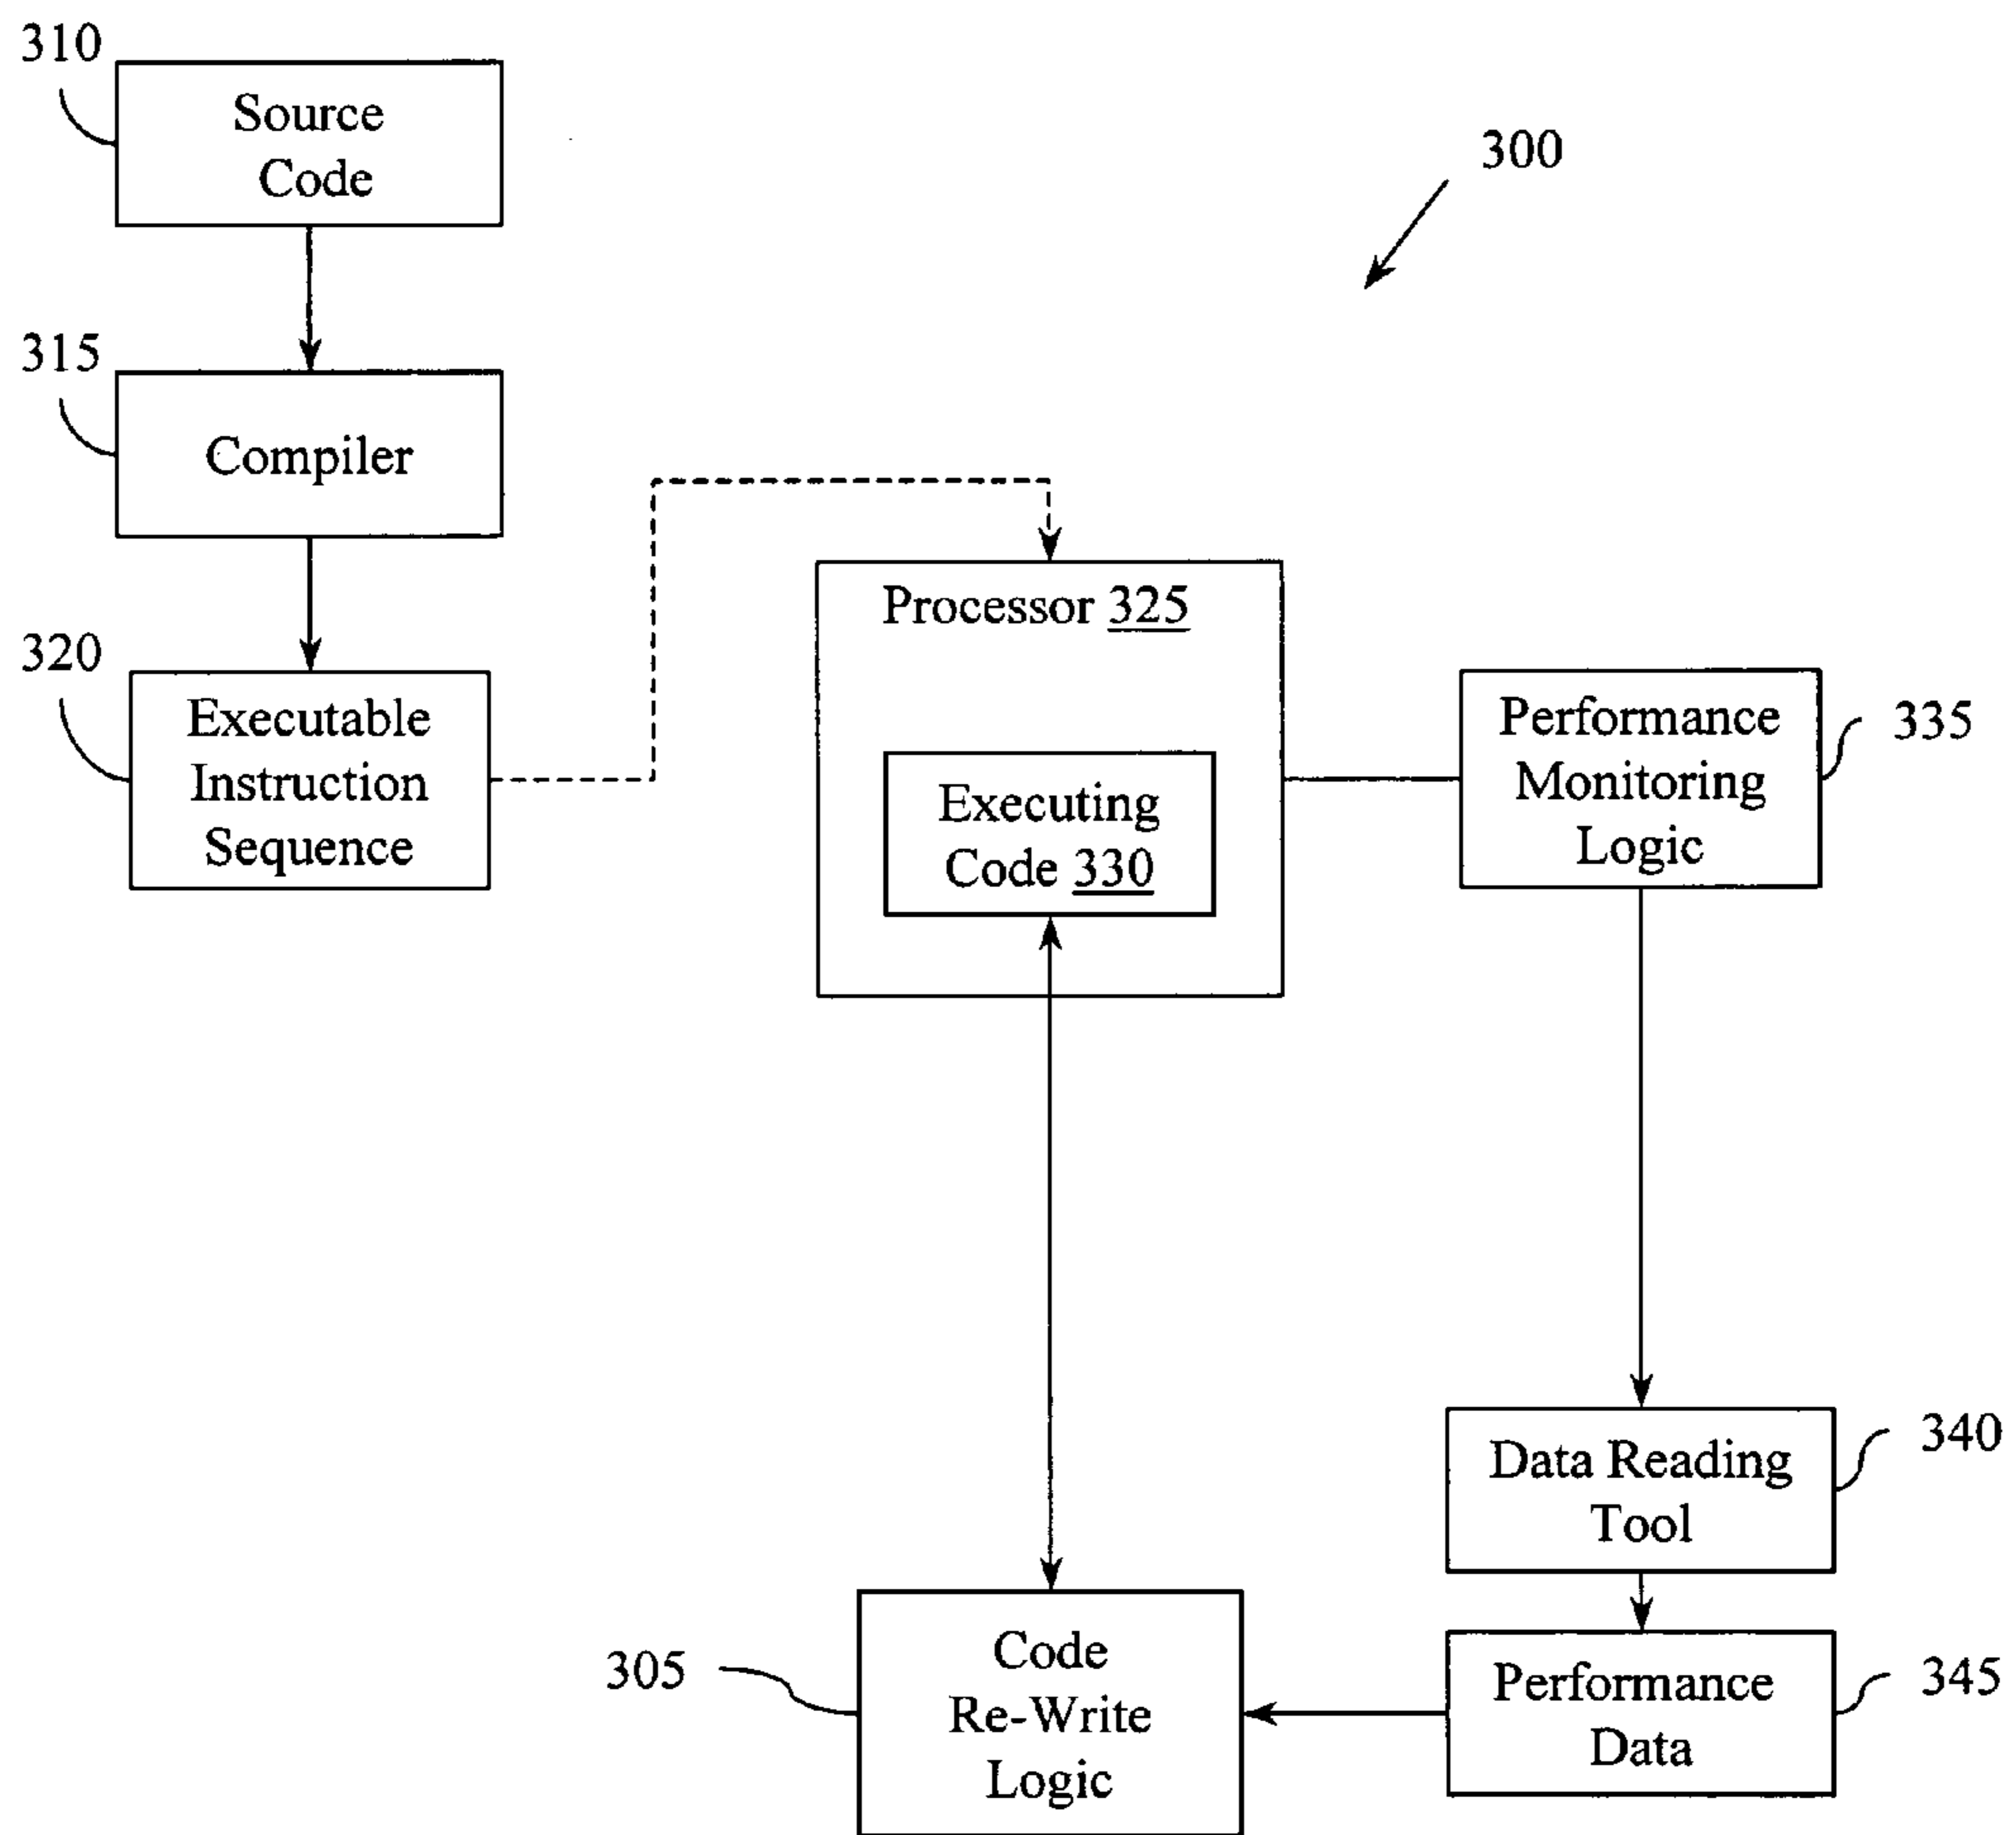 310
Source
Code
300
315
Compiler
320
Executable
Instruction
Sequence
Processor 325
Executing
Code 330
Performance
Monitoring
Logic
335
Data Reading
Tool
340
305
Code
Re-Write
Logic
Performance
Data
345